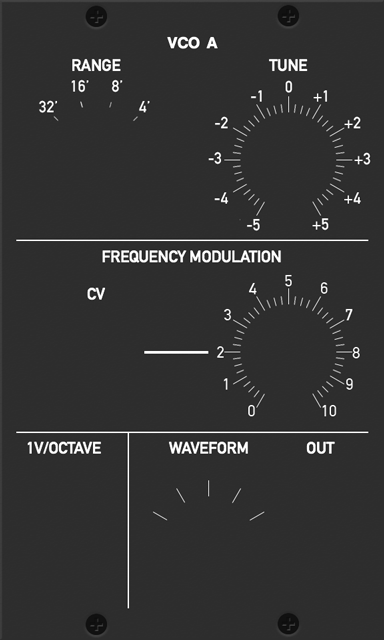 VCO A
RANGE
32' 16' 8' 4'
TUNE
-5 -4 -3 -2 -1 0 +1 +2 +3 +4 +5
FREQUENCY MODULATION
CV
0 1 2 3 4 5 6 7 8 9 10
1V/OCTAVE
WAVEFORM
OUT